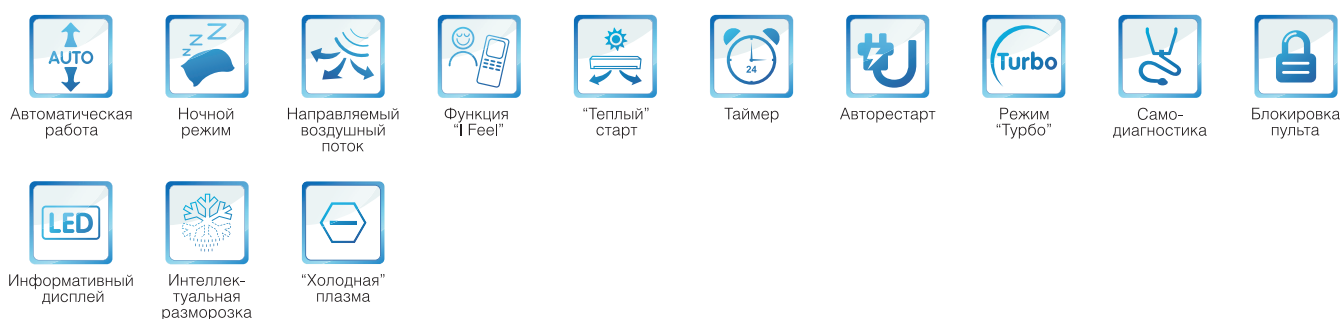 AUTO
Автоматическая
работа
z z z
Ночной
режим
Направляемый
воздушный
поток
Функция
“I Feel”
“Теплый”
старт
24
Таймер
Авторестарт
Turbo
Режим
“Турбо”
Само-
диагностика
Блокировка
пульта
LED
Информативный
дисплей
Интеллек-
туальная
разморозка
“Холодная”
плазма